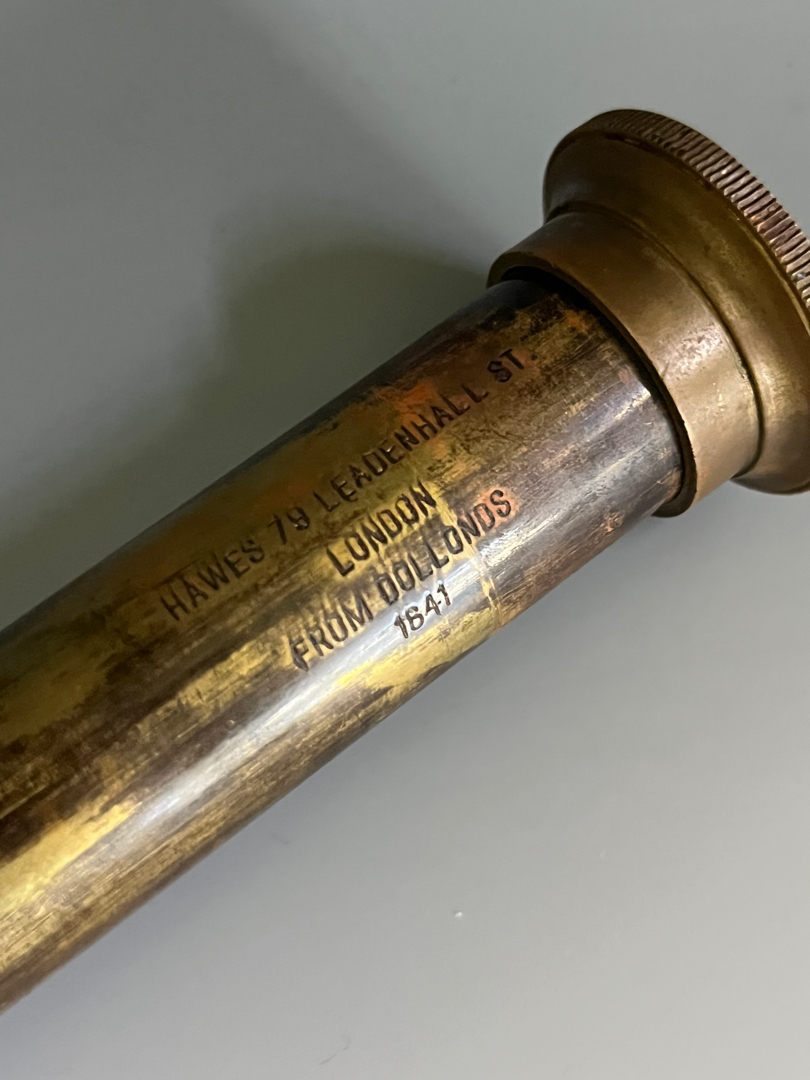 HAWES 79 LEADENHALL ST.
LONDON
FROM DOLLONDS
1641